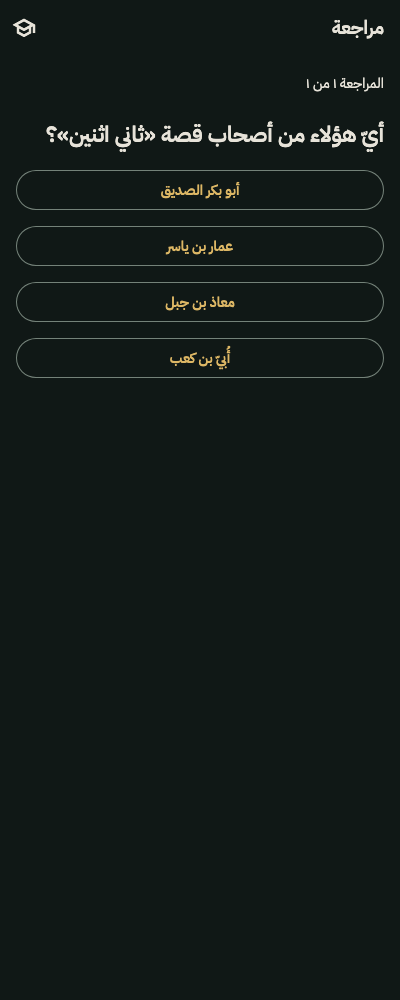 مراجعة
المراجعة ١ من ١
أيّ هؤلاء من أصحاب قصة «ثاني اثنين»؟
أبو بكر الصديق
عمار بن ياسر
معاذ بن جبل
أُبيّ بن كعب